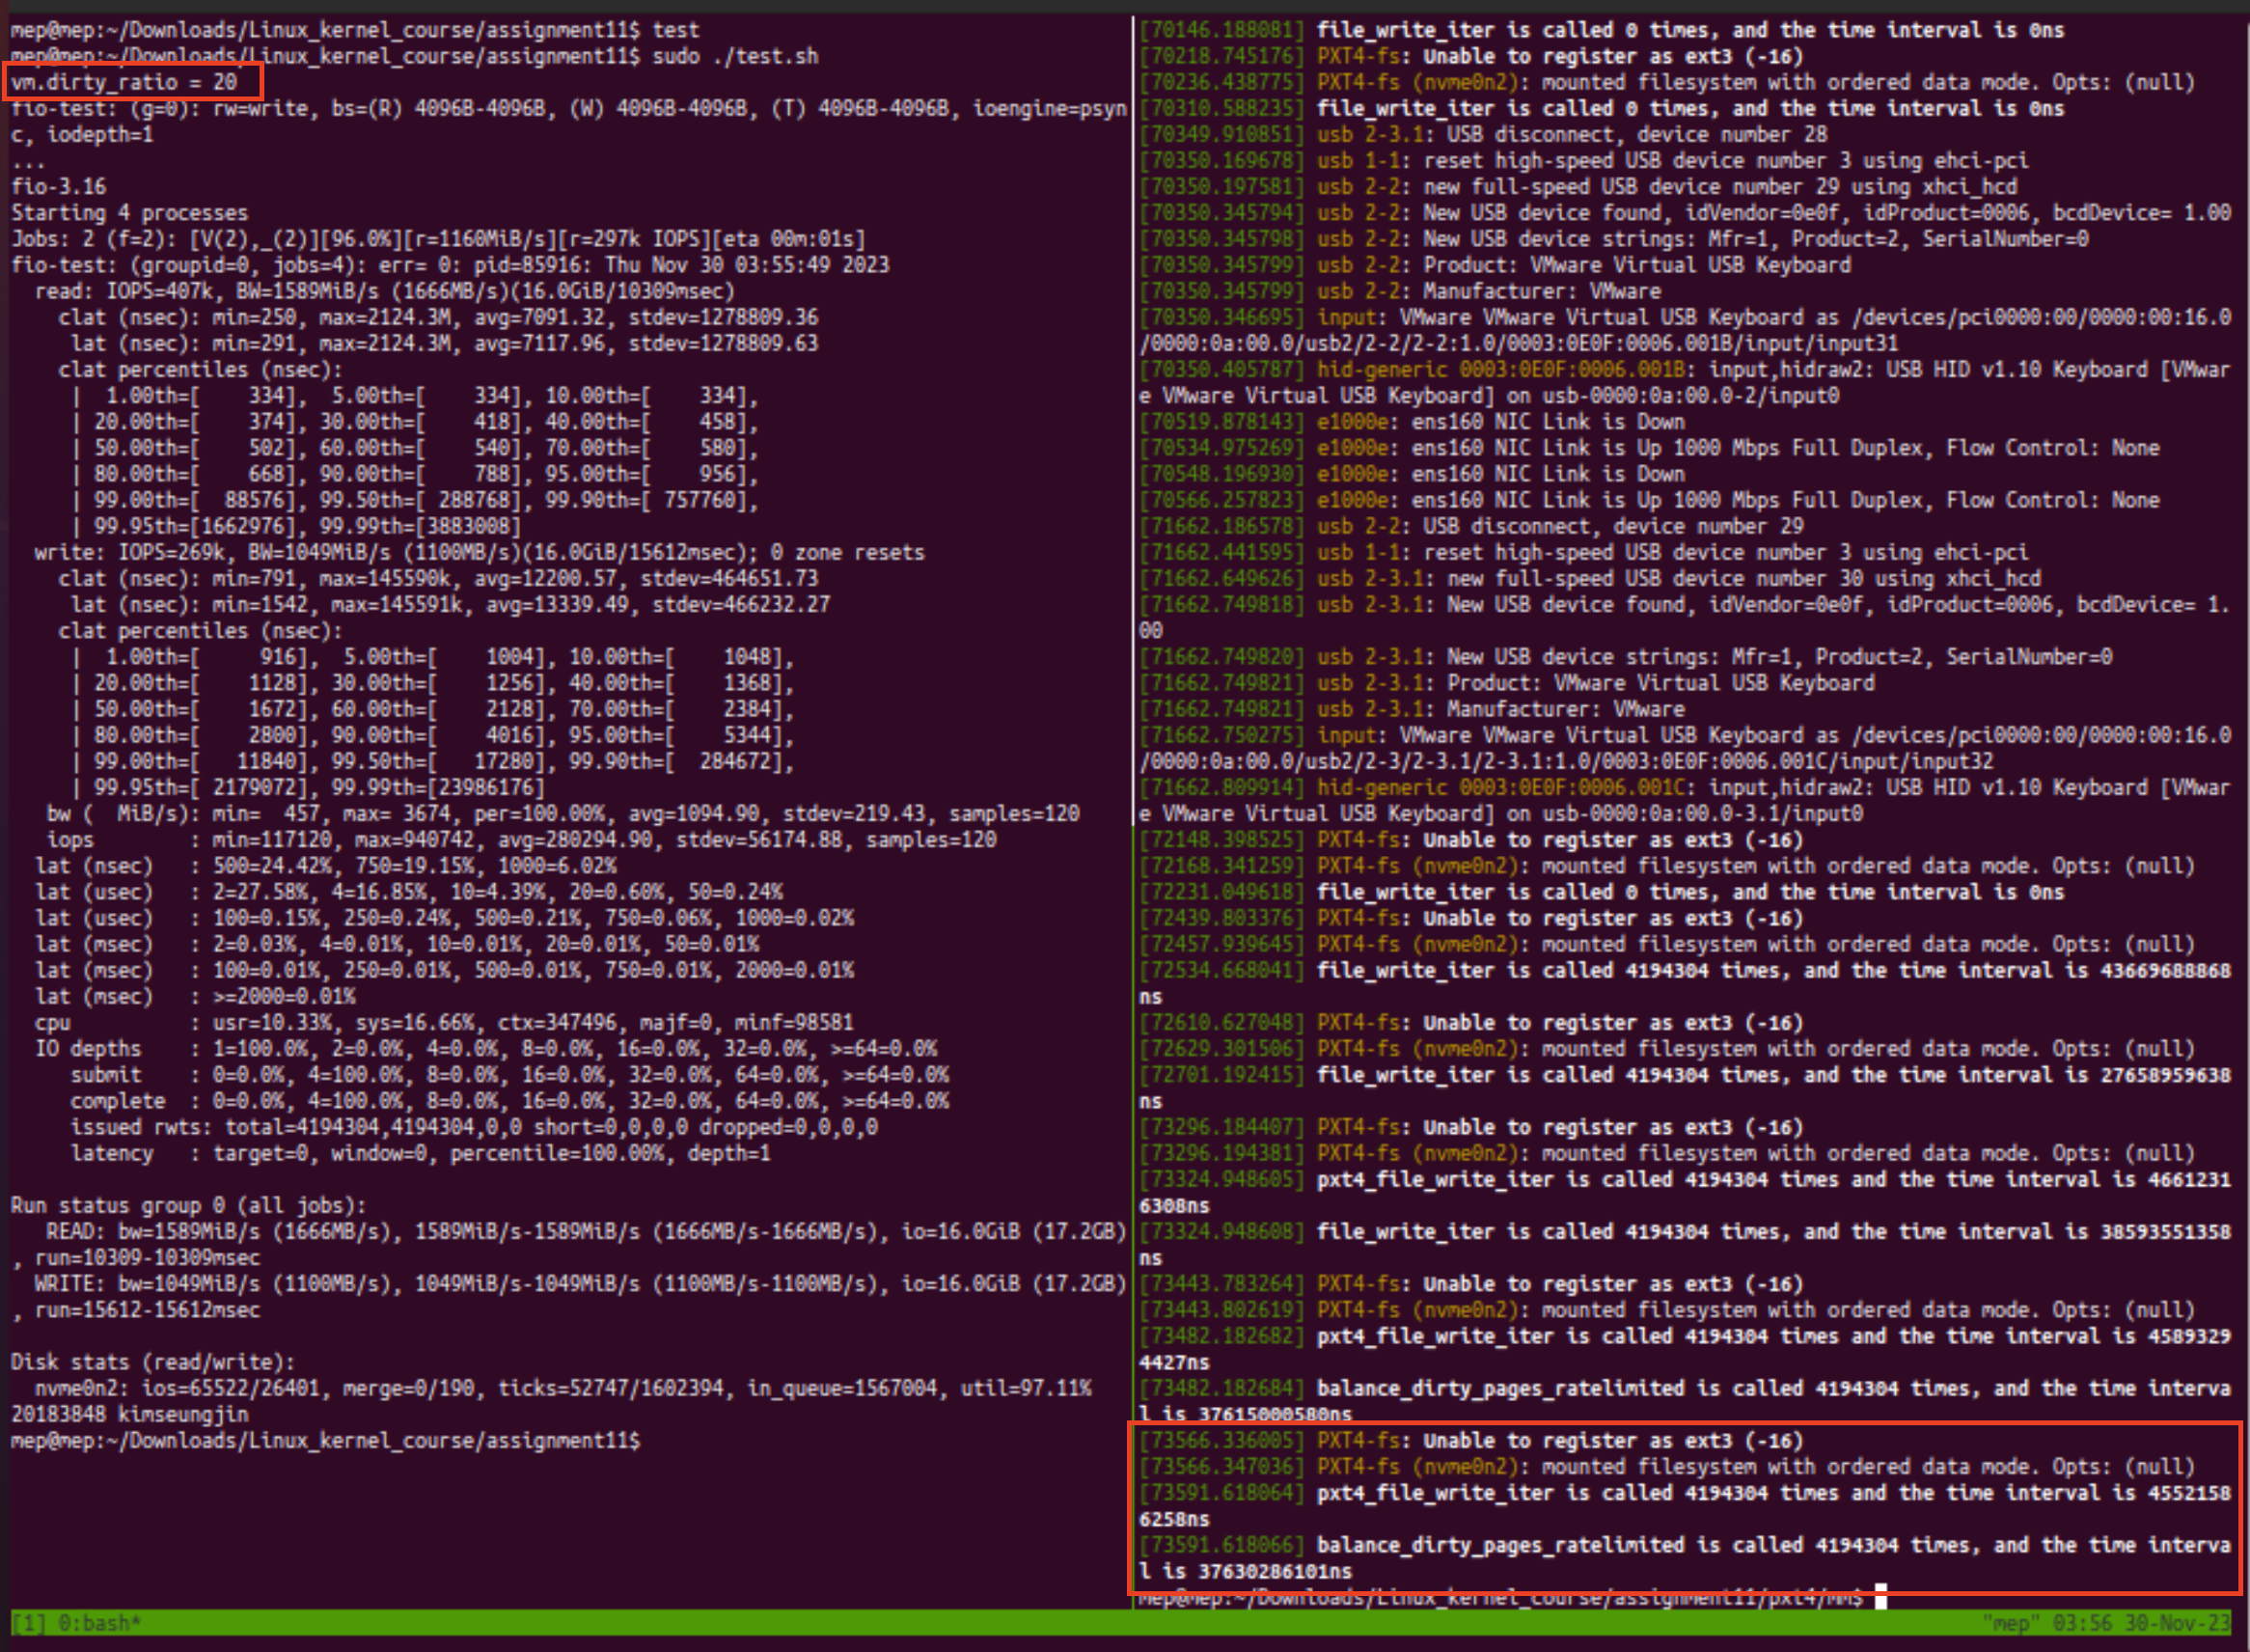 mep@mep:~/Downloads/Linux_kernel_course/assignment11$ test
mep@mep:~/Downloads/Linux_kernel_course/assignment11$ sudo ./test.sh
vm.dirty_ratio = 20
fio-test: (g=0): rw=write, bs=(R) 4096B-4096B, (W) 4096B-4096B, (T) 4096B-4096B, ioengine=psyn
c, iodepth=1
...
fio-3.16
Starting 4 processes
Jobs: 2 (f=2): [V(2),_(2)][96.0%][r=1160MiB/s][r=297k IOPS][eta 00m:01s]
fio-test: (groupid=0, jobs=4): err= 0: pid=85916: Thu Nov 30 03:55:49 2023
  read: IOPS=407k, BW=1589MiB/s (1666MB/s)(16.0GiB/10309msec)
    clat (nsec): min=250, max=2124.3M, avg=7091.32, stdev=1278809.36
     lat (nsec): min=291, max=2124.3M, avg=7117.96, stdev=1278809.63
    clat percentiles (nsec):
     |  1.00th=[    334],  5.00th=[    334], 10.00th=[    334],
     | 20.00th=[    374], 30.00th=[    418], 40.00th=[    458],
     | 50.00th=[    502], 60.00th=[    540], 70.00th=[    580],
     | 80.00th=[    668], 90.00th=[    788], 95.00th=[    956],
     | 99.00th=[  88576], 99.50th=[ 288768], 99.90th=[ 757760],
     | 99.95th=[1662976], 99.99th=[3883008]
  write: IOPS=269k, BW=1049MiB/s (1100MB/s)(16.0GiB/15612msec); 0 zone resets
    clat (nsec): min=791, max=145590k, avg=12200.57, stdev=464651.73
     lat (nsec): min=1542, max=145591k, avg=13339.49, stdev=466232.27
    clat percentiles (nsec):
     |  1.00th=[     916],  5.00th=[    1004], 10.00th=[    1048],
     | 20.00th=[    1128], 30.00th=[    1256], 40.00th=[    1368],
     | 50.00th=[    1672], 60.00th=[    2128], 70.00th=[    2384],
     | 80.00th=[    2800], 90.00th=[    4016], 95.00th=[    5344],
     | 99.00th=[   11840], 99.50th=[   17280], 99.90th=[  284672],
     | 99.95th=[ 2179072], 99.99th=[23986176]
   bw (  MiB/s): min=  457, max= 3674, per=100.00%, avg=1094.90, stdev=219.43, samples=120
   iops        : min=117120, max=940742, avg=280294.90, stdev=56174.88, samples=120
  lat (nsec)   : 500=24.42%, 750=19.15%, 1000=6.02%
  lat (usec)   : 2=27.58%, 4=16.85%, 10=4.39%, 20=0.60%, 50=0.24%
  lat (usec)   : 100=0.15%, 250=0.24%, 500=0.21%, 750=0.06%, 1000=0.02%
  lat (msec)   : 2=0.03%, 4=0.01%, 10=0.01%, 20=0.01%, 50=0.01%
  lat (msec)   : 100=0.01%, 250=0.01%, 500=0.01%, 750=0.01%, 2000=0.01%
  lat (msec)   : >=2000=0.01%
  cpu          : usr=10.33%, sys=16.66%, ctx=347496, majf=0, minf=98581
  IO depths    : 1=100.0%, 2=0.0%, 4=0.0%, 8=0.0%, 16=0.0%, 32=0.0%, >=64=0.0%
     submit    : 0=0.0%, 4=100.0%, 8=0.0%, 16=0.0%, 32=0.0%, 64=0.0%, >=64=0.0%
     complete  : 0=0.0%, 4=100.0%, 8=0.0%, 16=0.0%, 32=0.0%, 64=0.0%, >=64=0.0%
     issued rwts: total=4194304,4194304,0,0 short=0,0,0,0 dropped=0,0,0,0
     latency   : target=0, window=0, percentile=100.00%, depth=1
Run status group 0 (all jobs):
   READ: bw=1589MiB/s (1666MB/s), 1589MiB/s-1589MiB/s (1666MB/s-1666MB/s), io=16.0GiB (17.2GB)
, run=10309-10309msec
  WRITE: bw=1049MiB/s (1100MB/s), 1049MiB/s-1049MiB/s (1100MB/s-1100MB/s), io=16.0GiB (17.2GB)
, run=15612-15612msec
Disk stats (read/write):
  nvme0n2: ios=65522/26401, merge=0/190, ticks=52747/1602394, in_queue=1567004, util=97.11%
20183848 kimseungjin
mep@mep:~/Downloads/Linux_kernel_course/assignment11$
[70146.188081] file_write_iter is called 0 times, and the time interval is 0ns
[70218.745176] PXT4-fs: Unable to register as ext3 (-16)
[70236.438775] PXT4-fs (nvme0n2): mounted filesystem with ordered data mode. Opts: (null)
[70310.588235] file_write_iter is called 0 times, and the time interval is 0ns
[70349.910851] usb 2-3.1: USB disconnect, device number 28
[70350.169678] usb 1-1: reset high-speed USB device number 3 using ehci-pci
[70350.197581] usb 2-2: new full-speed USB device number 29 using xhci_hcd
[70350.345794] usb 2-2: New USB device found, idVendor=0e0f, idProduct=0006, bcdDevice= 1.00
[70350.345798] usb 2-2: New USB device strings: Mfr=1, Product=2, SerialNumber=0
[70350.345799] usb 2-2: Product: VMware Virtual USB Keyboard
[70350.345799] usb 2-2: Manufacturer: VMware
[70350.346695] input: VMware VMware Virtual USB Keyboard as /devices/pci0000:00/0000:00:16.0
/0000:0a:00.0/usb2/2-2/2-2:1.0/0003:0E0F:0006.001B/input/input31
[70350.405787] hid-generic 0003:0E0F:0006.001B: input,hidraw2: USB HID v1.10 Keyboard [VMwar
e VMware Virtual USB Keyboard] on usb-0000:0a:00.0-2/input0
[70519.878143] e1000e: ens160 NIC Link is Down
[70534.975269] e1000e: ens160 NIC Link is Up 1000 Mbps Full Duplex, Flow Control: None
[70548.196930] e1000e: ens160 NIC Link is Down
[70566.257823] e1000e: ens160 NIC Link is Up 1000 Mbps Full Duplex, Flow Control: None
[71662.186578] usb 2-2: USB disconnect, device number 29
[71662.441595] usb 1-1: reset high-speed USB device number 3 using ehci-pci
[71662.649626] usb 2-3.1: new full-speed USB device number 30 using xhci_hcd
[71662.749818] usb 2-3.1: New USB device found, idVendor=0e0f, idProduct=0006, bcdDevice= 1.
00
[71662.749820] usb 2-3.1: New USB device strings: Mfr=1, Product=2, SerialNumber=0
[71662.749821] usb 2-3.1: Product: VMware Virtual USB Keyboard
[71662.749821] usb 2-3.1: Manufacturer: VMware
[71662.750275] input: VMware VMware Virtual USB Keyboard as /devices/pci0000:00/0000:00:16.0
/0000:0a:00.0/usb2/2-3/2-3.1/2-3.1:1.0/0003:0E0F:0006.001C/input/input32
[71662.809914] hid-generic 0003:0E0F:0006.001C: input,hidraw2: USB HID v1.10 Keyboard [VMwar
e VMware Virtual USB Keyboard] on usb-0000:0a:00.0-3.1/input0
[72148.398525] PXT4-fs: Unable to register as ext3 (-16)
[72168.341259] PXT4-fs (nvme0n2): mounted filesystem with ordered data mode. Opts: (null)
[72231.049618] file_write_iter is called 0 times, and the time interval is 0ns
[72439.803376] PXT4-fs: Unable to register as ext3 (-16)
[72457.939645] PXT4-fs (nvme0n2): mounted filesystem with ordered data mode. Opts: (null)
[72534.668041] file_write_iter is called 4194304 times, and the time interval is 43669688868
ns
[72610.627048] PXT4-fs: Unable to register as ext3 (-16)
[72629.301506] PXT4-fs (nvme0n2): mounted filesystem with ordered data mode. Opts: (null)
[72701.192415] file_write_iter is called 4194304 times, and the time interval is 27658959638
ns
[73296.184407] PXT4-fs: Unable to register as ext3 (-16)
[73296.194381] PXT4-fs (nvme0n2): mounted filesystem with ordered data mode. Opts: (null)
[73324.948605] pxt4_file_write_iter is called 4194304 times and the time interval is 4661231
6308ns
[73324.948608] file_write_iter is called 4194304 times, and the time interval is 38593551358
ns
[73443.783264] PXT4-fs: Unable to register as ext3 (-16)
[73443.802619] PXT4-fs (nvme0n2): mounted filesystem with ordered data mode. Opts: (null)
[73482.182682] pxt4_file_write_iter is called 4194304 times and the time interval is 4589329
4427ns
[73482.182684] balance_dirty_pages_ratelimited is called 4194304 times, and the time interva
l is 37615000580ns
[73566.336005] PXT4-fs: Unable to register as ext3 (-16)
[73566.347036] PXT4-fs (nvme0n2): mounted filesystem with ordered data mode. Opts: (null)
[73591.618064] pxt4_file_write_iter is called 4194304 times and the time interval is 4552158
6258ns
[73591.618066] balance_dirty_pages_ratelimited is called 4194304 times, and the time interva
l is 37630286101ns
mep@mep:~/Downloads/Linux_kernel_course/assignment11/pxt4/MM$
[1] 0:bash*
"mep" 03:56 30-Nov-23